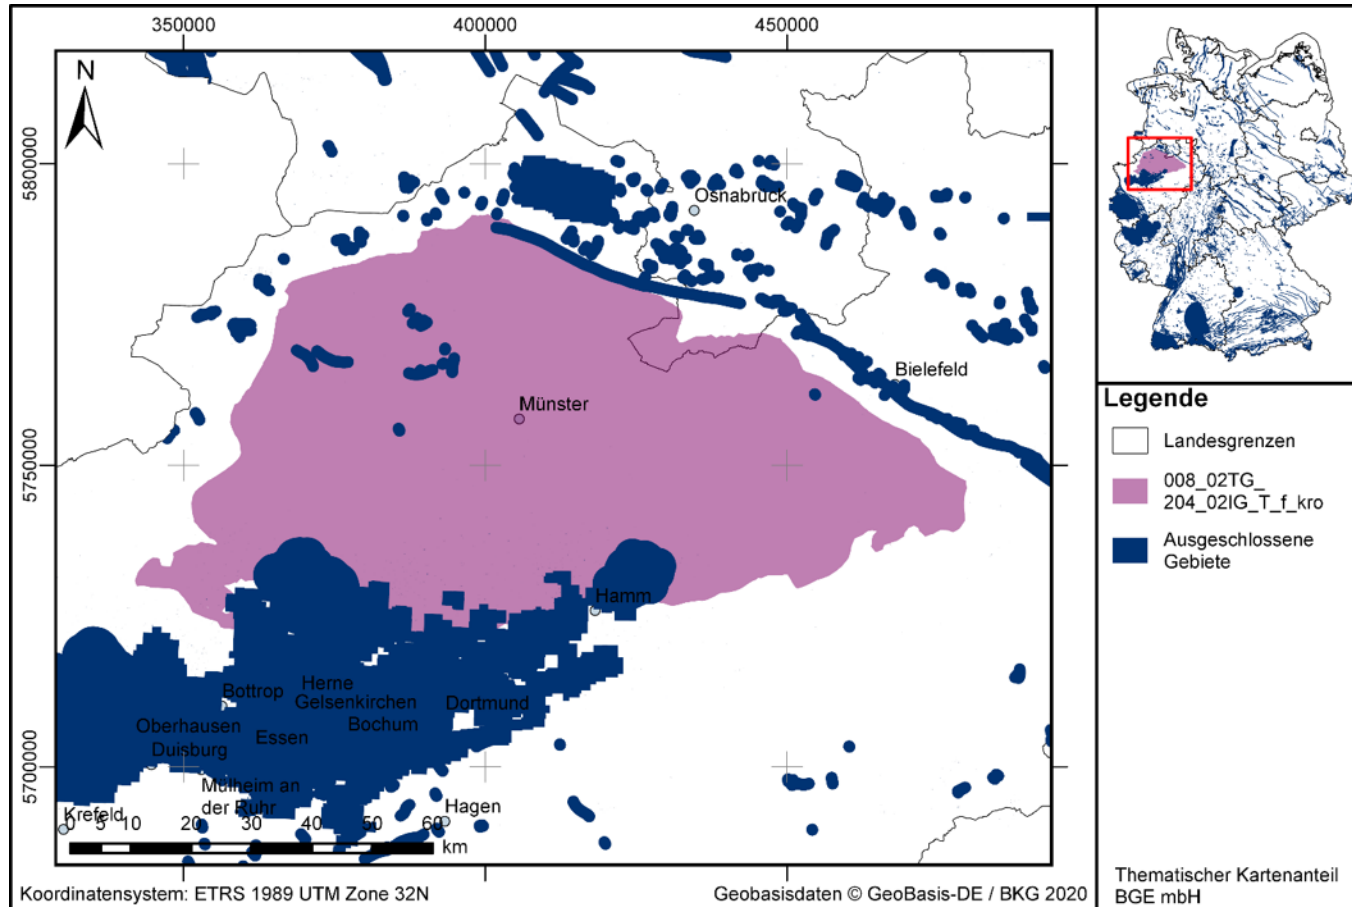 350000
400000
450000
N
5800000
5750000
5700000
Osnabrück
Bielefeld
Münster
Hamm
Bottrop
Herne
Gelsenkirchen
Dortmund
Oberhausen
Bochum
Duisburg
Essen
Mülheim an
der Ruhr
Krefeld
Hagen
0 5 10 20 30 40 50 60
km
Koordinatensystem: ETRS 1989 UTM Zone 32N
Geobasisdaten © GeoBasis-DE / BKG 2020
Legende
Landesgrenzen
008_02TG_
204_02IG_T_f_kro
Ausgeschlossene
Gebiete
Thematischer Kartenanteil
BGE mbH